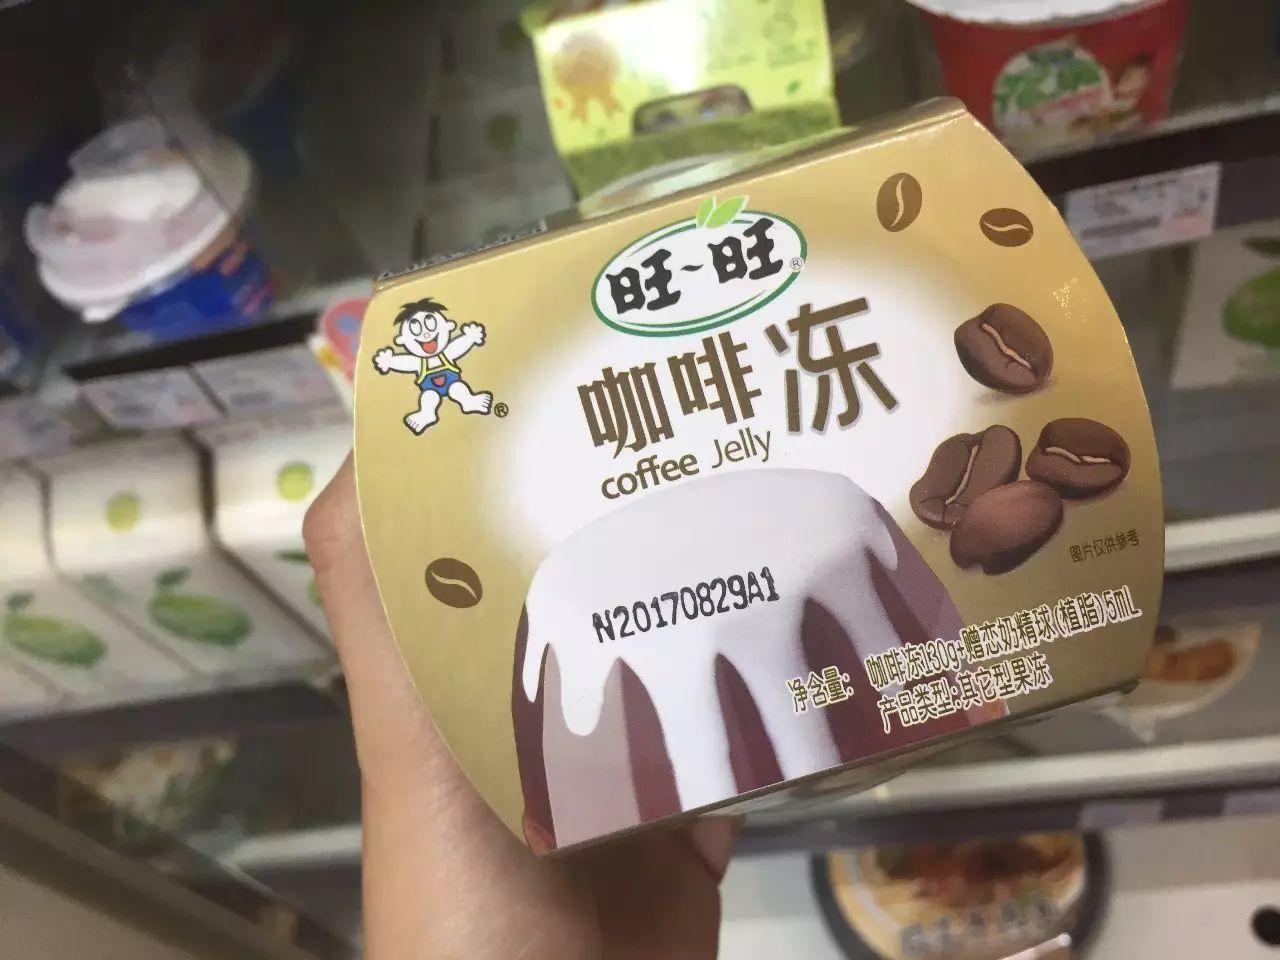 旺~旺®
咖啡冻
coffee Jelly
®
图片仅供参考
N20170829A1
净含量：咖啡冻130g+赠恋奶精球(植脂)5mL
产品类型：其它型果冻